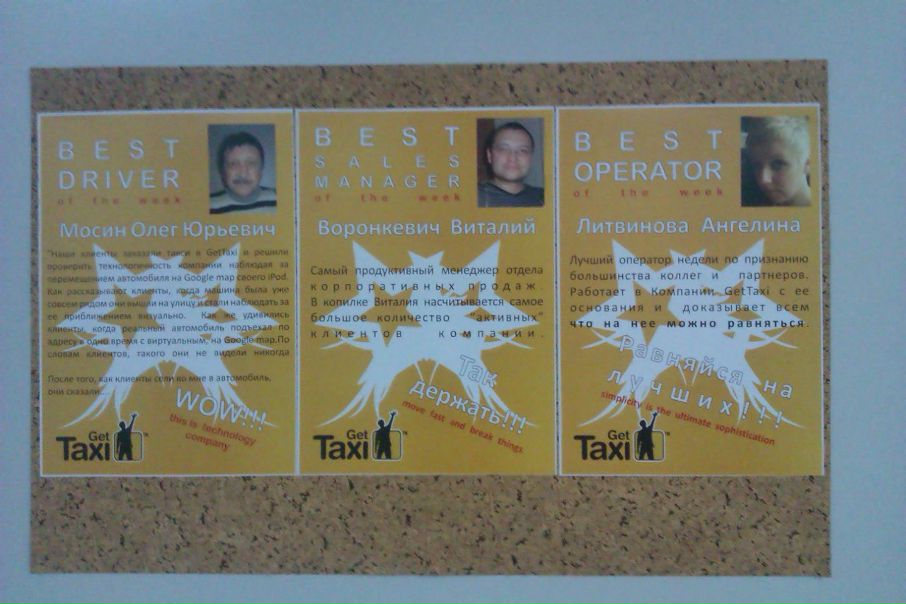 BEST
DRIVER
of the week
Мосин Олег Юрьевич
"Наши клиенты заказали такси в GetTaxi и решили
проверить технологичность компании наблюдая за
перемещением автомобиля на Google map своего iPod.
Как рассказывают клиенты, когда машина была уже
совсем рядом они вышли на улицу и стали наблюдать за
ее приближением визуально. Как же удивились
клиенты, когда реальный автомобиль подъехал по
адресу в одно время с виртуальным, на Google map.По
словам клиентов, такого они не видели никогда
После того, как клиенты сели ко мне в автомобиль,
они сказали....
WOW!!!
this is technology
company
Get
Taxi™
BEST
SALES
MANAGER
of the week
Воронкевич Виталий
Самый продуктивный менеджер отдела
корпоративных продаж
В копилке Виталия насчитывается самое
большое количество "активных"
клиентов компании.
Так
держать!!!
move fast and break things
Get
Taxi™
BEST
OPERATOR
of the week
Литвинова Ангелина
Лучший оператор недели по признанию
большинства коллег и партнеров.
Работает в Компании GetTaxi с ее
основания и доказывает всем
что на нее можно равняться.
Равняйся на
лучших!!!
simplicity is the ultimate sophistication
Get
Taxi™